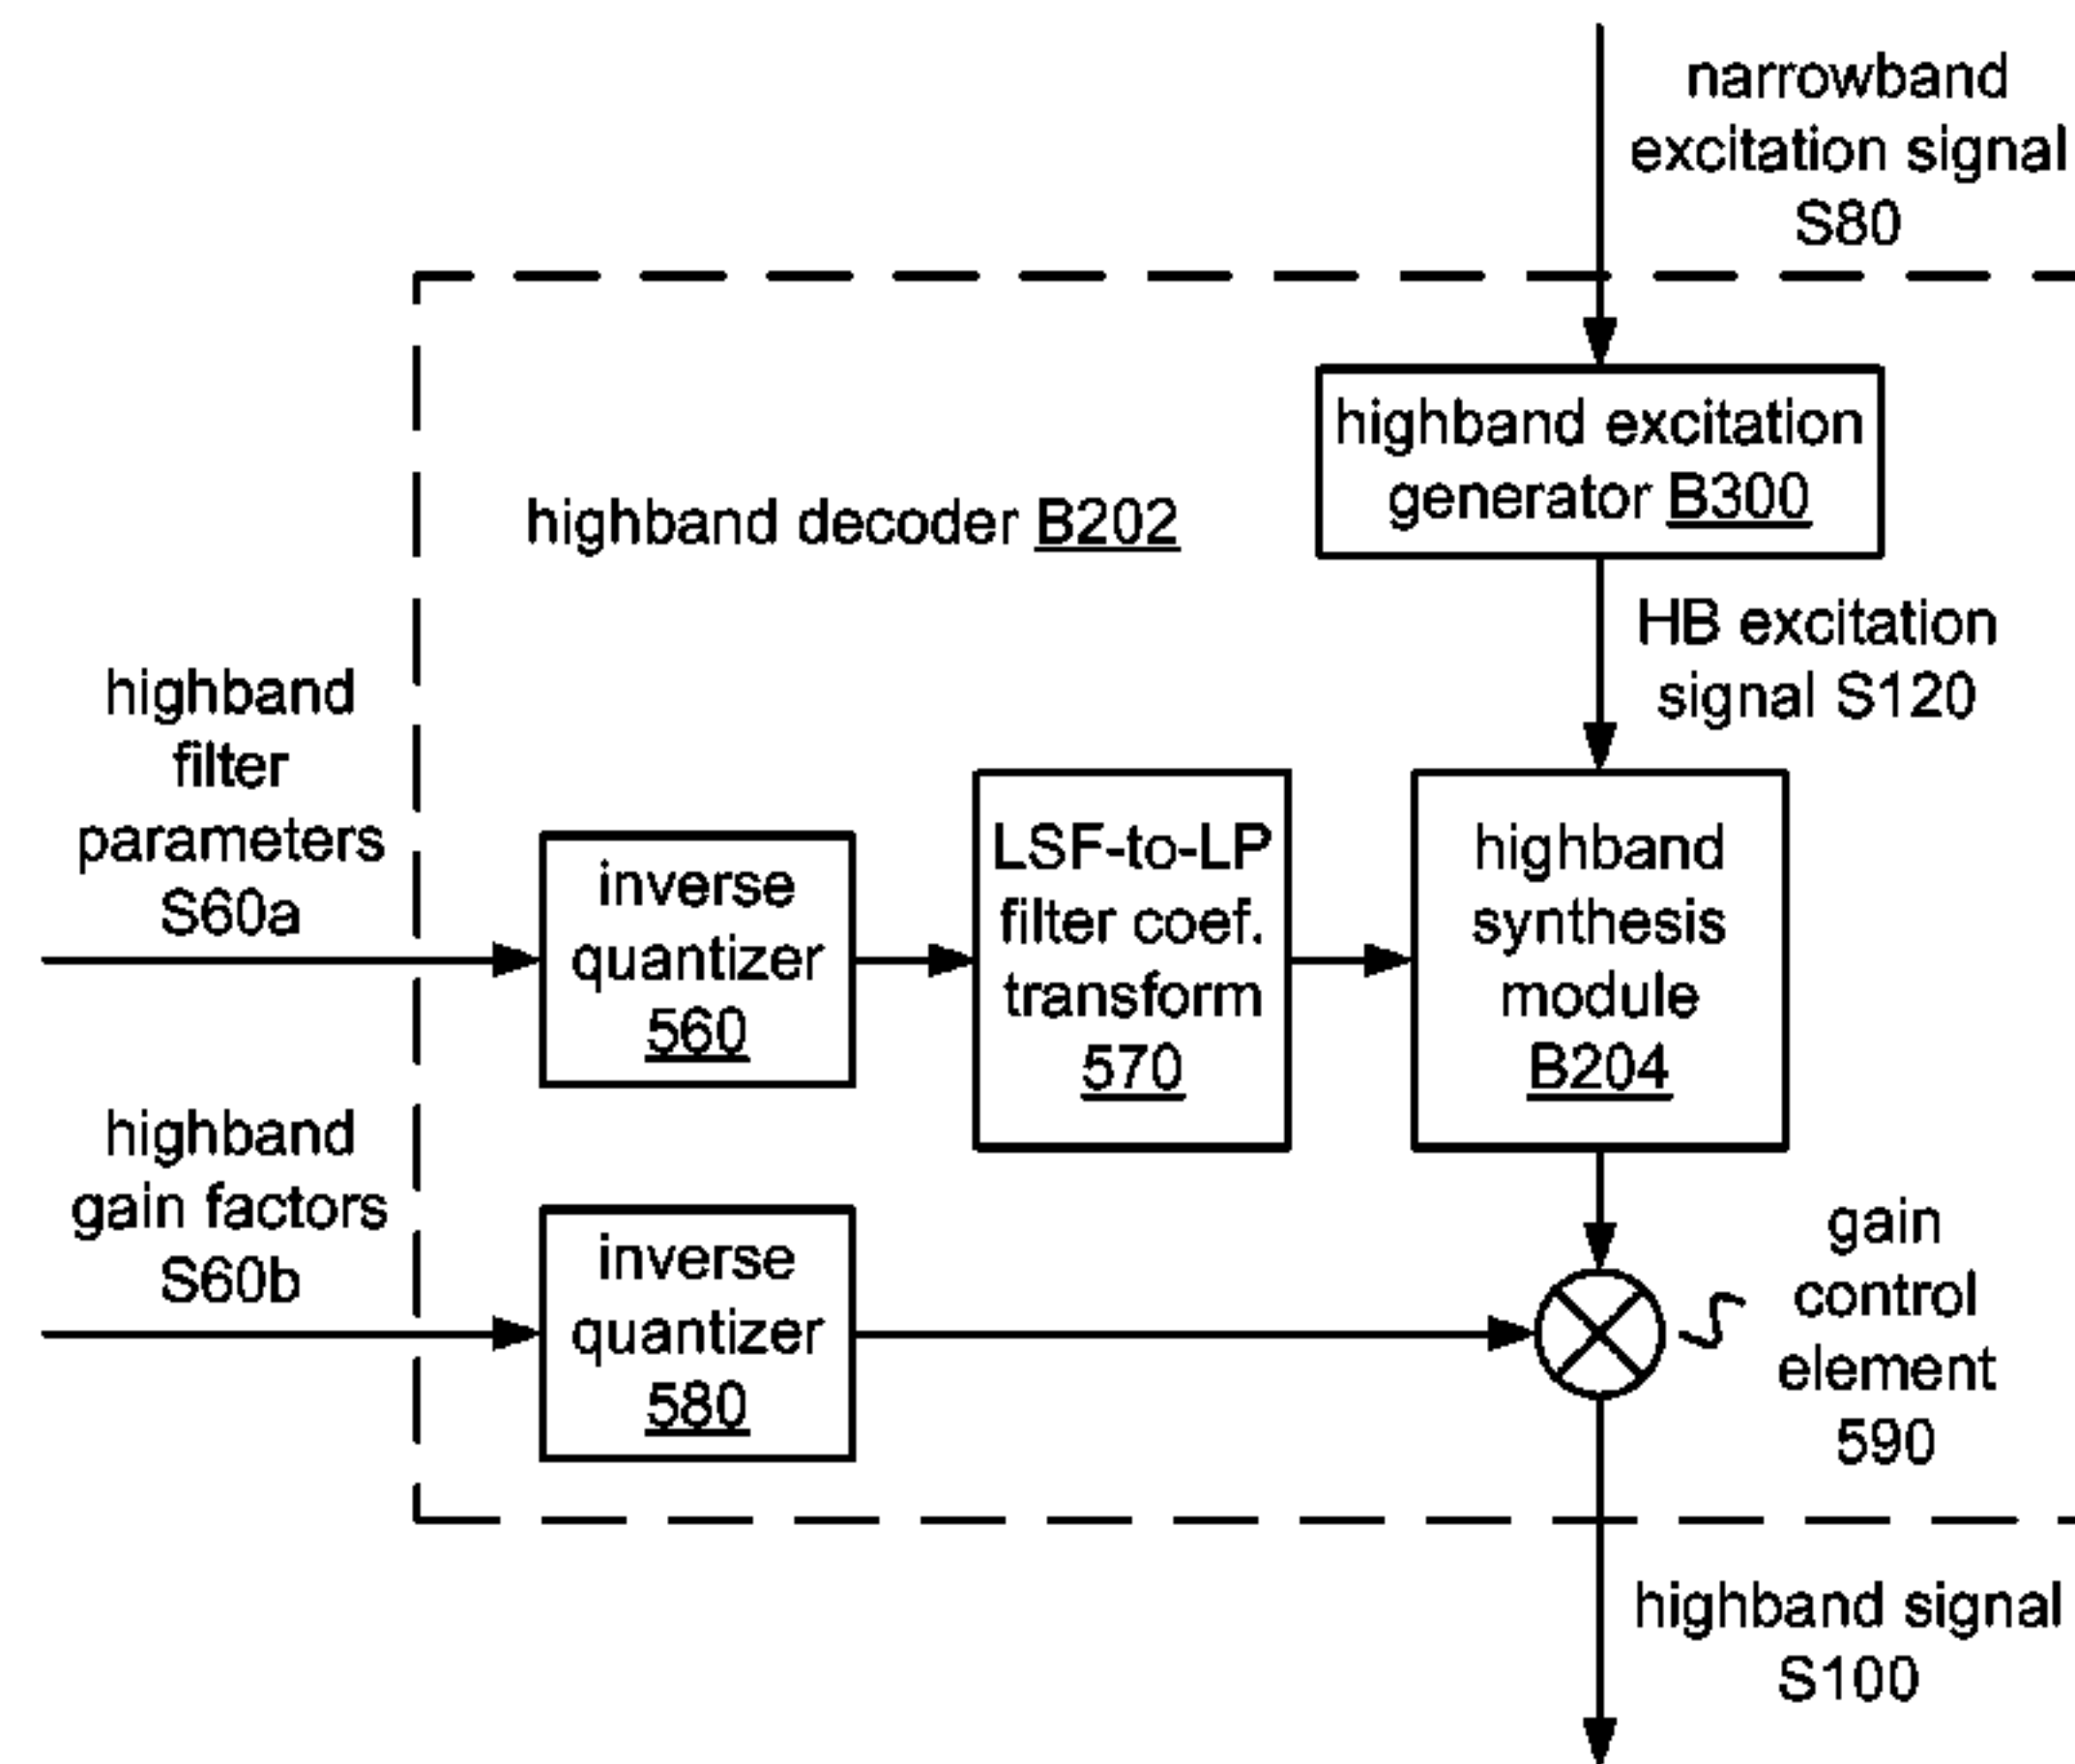 narrowband
excitation signal
S80
highband excitation
generator B300
highband decoder B202
HB excitation
signal S120
highband
filter
parameters
S60a
inverse
quantizer
560
LSF-to-LP
filter coef.
transform
570
highband
synthesis
module
B204
highband
gain factors
S60b
inverse
quantizer
580
gain
control
element
590
highband signal
S100